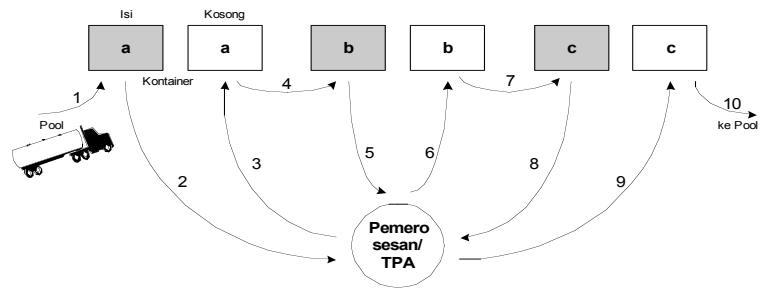 Isi
Kosong
a
a
b
b
c
c
1
Kontainer
4
7
10
Pool
ke Pool
2
3
5
6
8
9
Pemero
sesan/
TPA